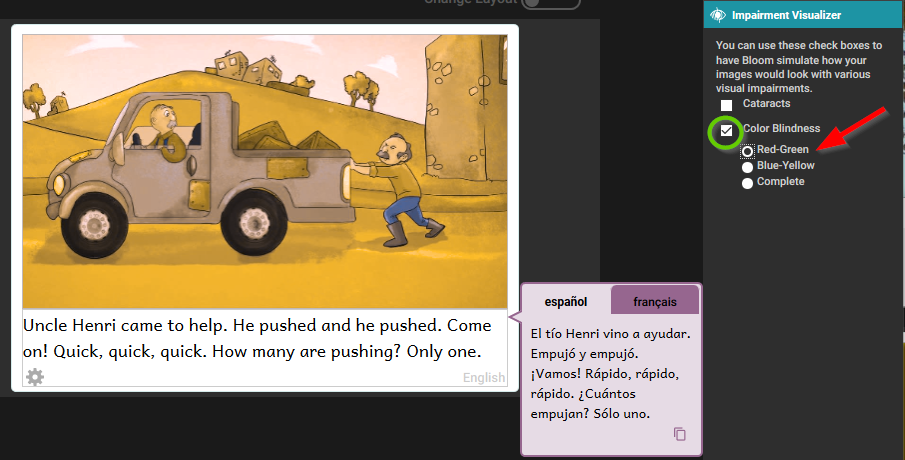 Change Layout
Impairment Visualizer
You can use these check boxes to
have Bloom simulate how your
images would look with various
visual impairments.
Cataracts
Color Blindness
Red-Green
Blue-Yellow
Complete
Uncle Henri came to help. He pushed and he pushed. Come
on! Quick, quick, quick. How many are pushing? Only one.
English
español
français
El tío Henri vino a ayudar.
Empujó y empujó.
¡Vamos! Rápido, rápido,
rápido. ¿Cuántos
empujan? Sólo uno.